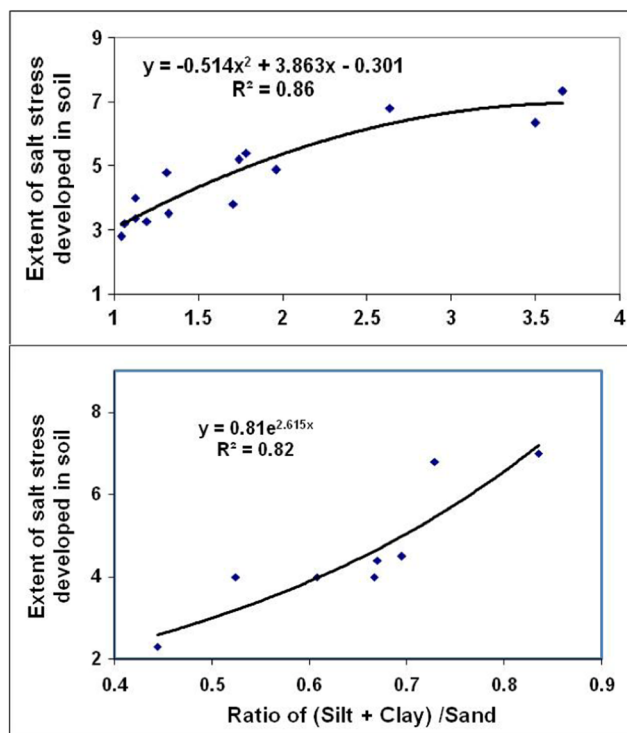 9
7
5
3
1
Extent of salt stress
developed in soil
y = -0.514x² + 3.863x - 0.301
R² = 0.86
1 1.5 2 2.5 3 3.5 4
8
6
4
2
Extent of salt stress
developed in soil
y = 0.81e^2.615x
R² = 0.82
0.4 0.5 0.6 0.7 0.8 0.9
Ratio of (Silt + Clay) /Sand